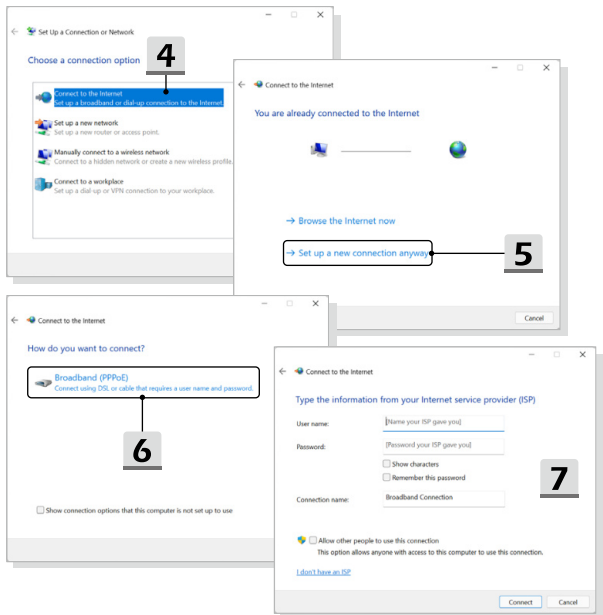 Set Up a Connection or Network
Choose a connection option
4
Connect to the Internet
Set up a broadband or dial-up connection to the Internet.
Set up a new network
Set up a new router or access point.
Manually connect to a wireless network
Connect to a hidden network or create a new wireless profile.
Connect to a workplace
Set up a dial-up or VPN connection to your workplace.
Connect to the Internet
You are already connected to the Internet
Browse the Internet now
Set up a new connection anyway
5
Cancel
Connect to the Internet
How do you want to connect?
Broadband (PPPoE)
Connect using DSL or cable that requires a user name and password.
6
Show connection options that this computer is not set up to use
Connect to the Internet
Type the information from your Internet service provider (ISP)
User name: [Name your ISP gave you]
Password: [Password your ISP gave you]
Show characters
Remember this password
7
Connection name: Broadband Connection
Allow other people to use this connection
This option allows anyone with access to this computer to use this connection.
I don't have an ISP
Connect Cancel